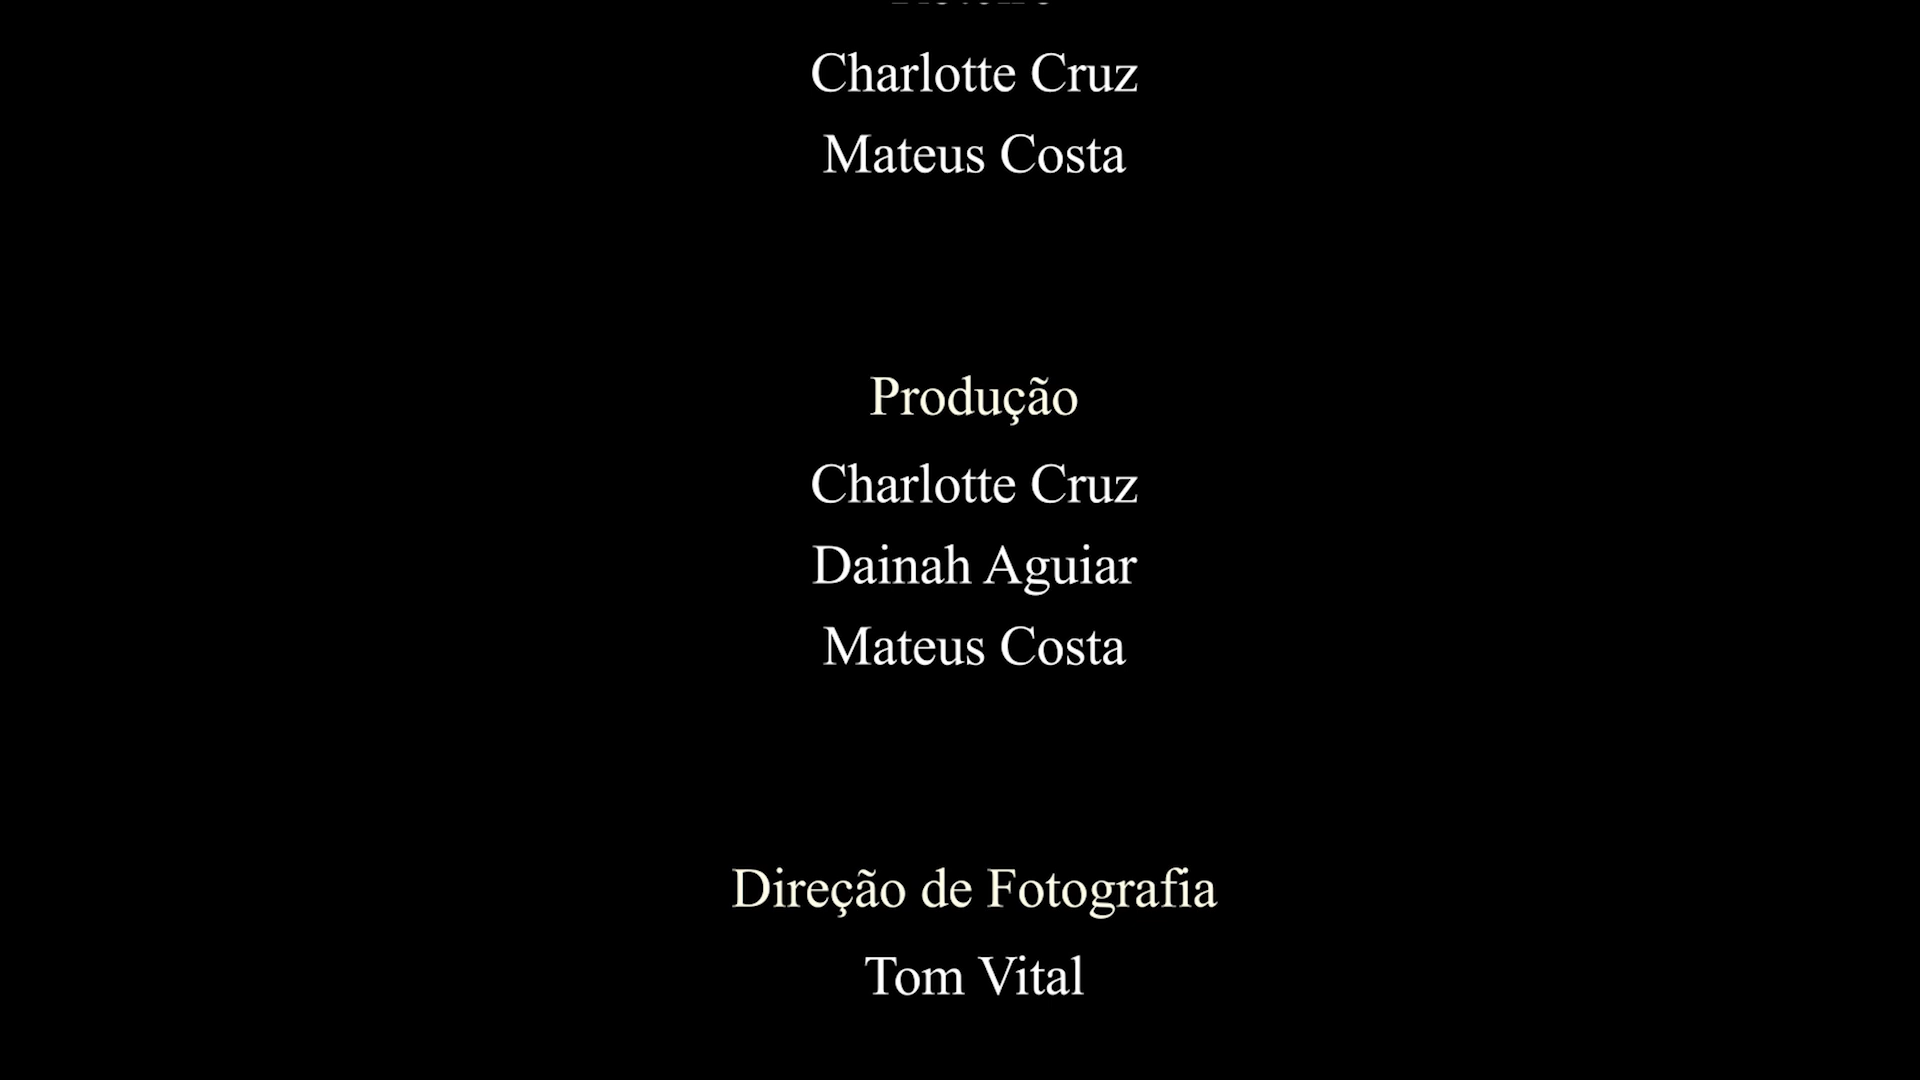 Charlotte Cruz
Mateus Costa
Produção
Charlotte Cruz
Dainah Aguiar
Mateus Costa
Direção de Fotografia
Tom Vital